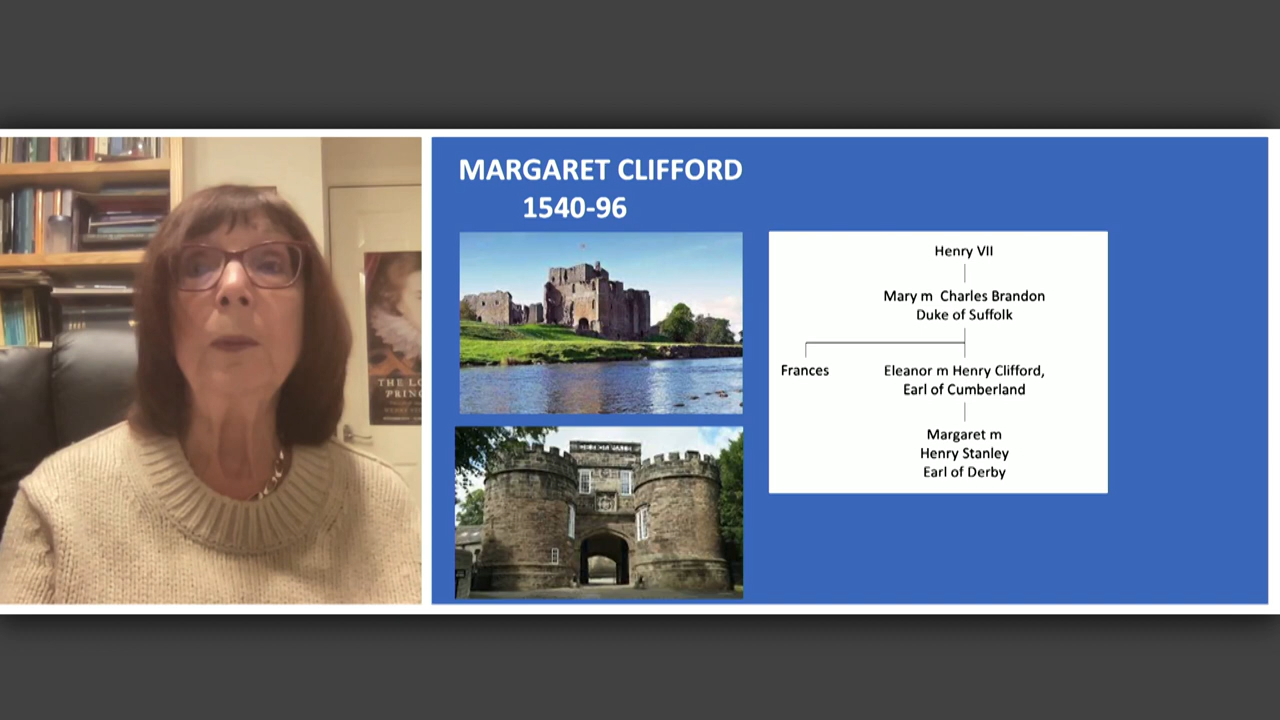 MARGARET CLIFFORD
1540-96
Henry VII
Mary m Charles Brandon
Duke of Suffolk
Frances
Eleanor m Henry Clifford,
Earl of Cumberland
Margaret m
Henry Stanley
Earl of Derby
THE LO
PRINC